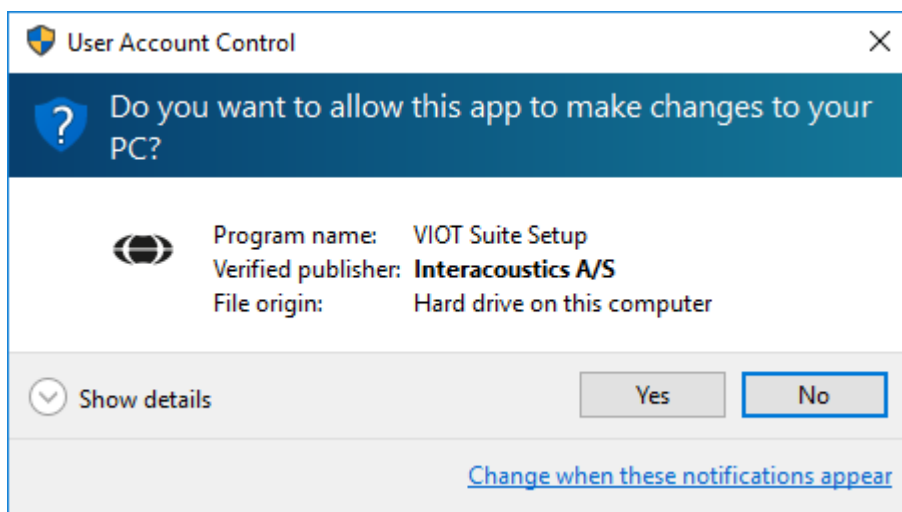 User Account Control
Do you want to allow this app to make changes to your
PC?
Program name: VIOT Suite Setup
Verified publisher: Interacoustics A/S
File origin: Hard drive on this computer
Show details
Yes
No
Change when these notifications appear